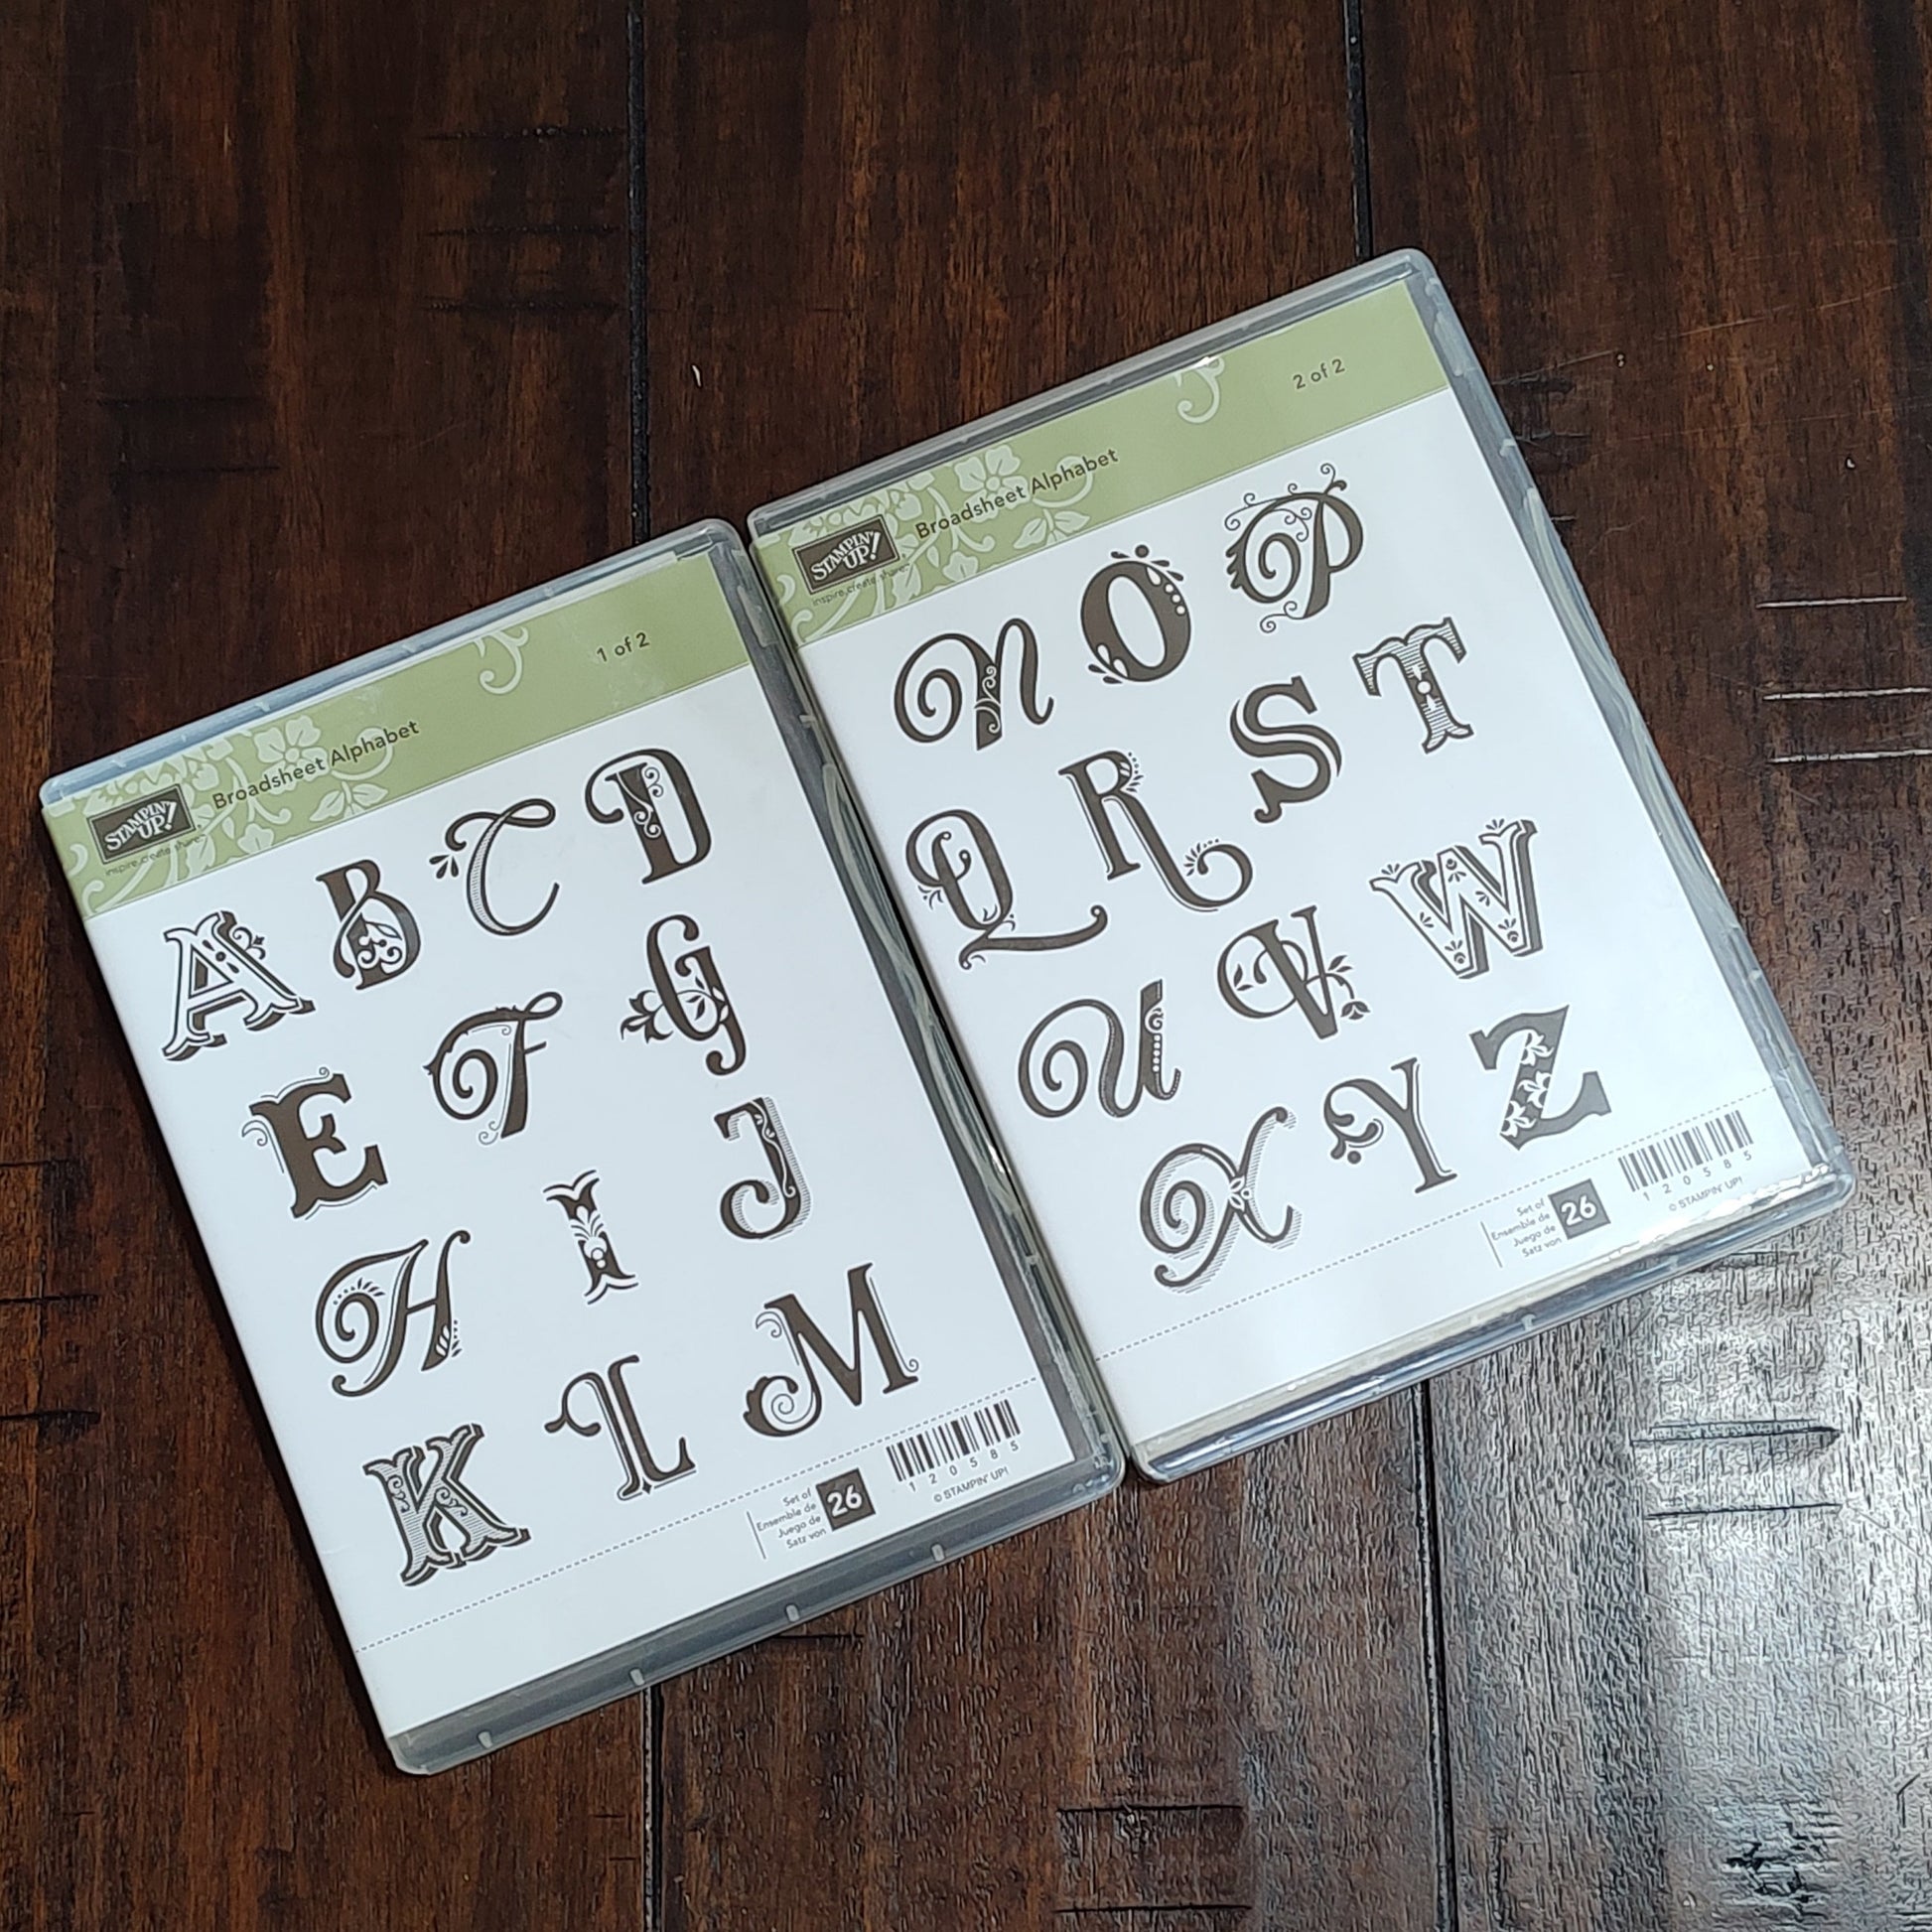 STAMPIN' UP!
inspire.create.share.
Broadsheet Alphabet
1 of 2
A B C D
E F G
H I J
K L M
Set of
Ensemble de
Juego de
Satz von
26
1 2 0 5 8 5
© STAMPIN' UP!
STAMPIN' UP!
inspire.create.share.
Broadsheet Alphabet
2 of 2
N O P
Q R S T
U V W
X Y Z
Set of
Ensemble de
Juego de
Satz von
26
1 2 0 5 8 5
© STAMPIN' UP!